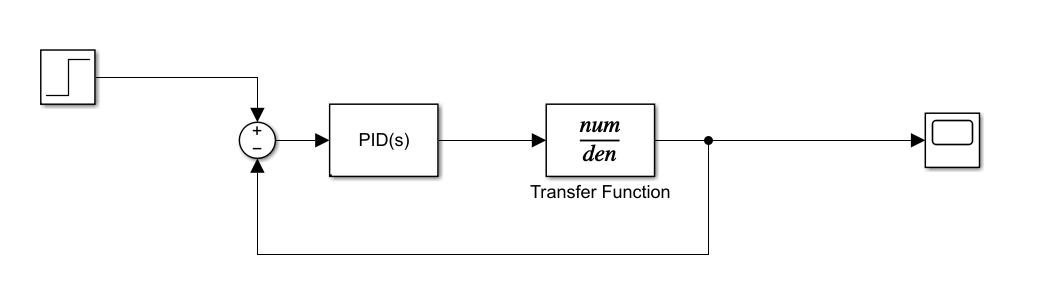 +
−
PID(s)
num
den
Transfer Function